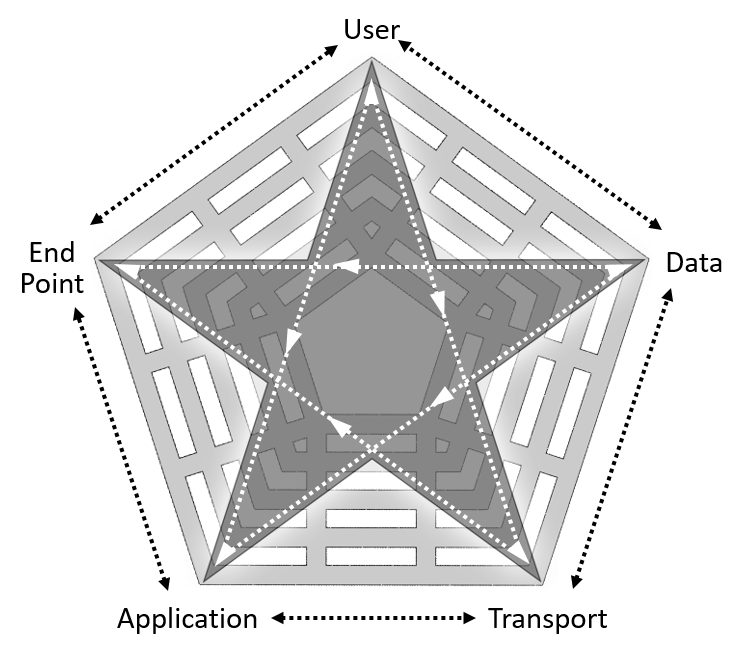 User
End
Point
Data
Application
Transport